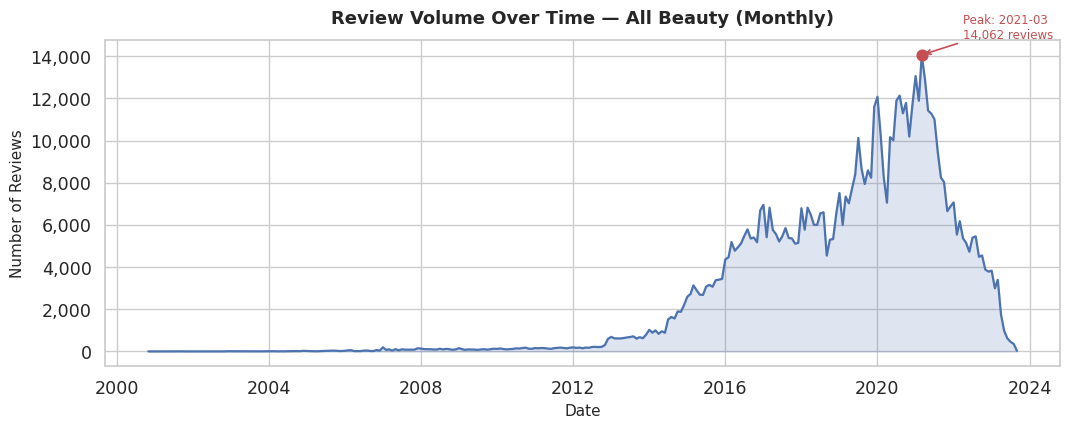 Review Volume Over Time — All Beauty (Monthly)
Peak: 2021-03
14,062 reviews
Number of Reviews
14,000
12,000
10,000
8,000
6,000
4,000
2,000
0
2000 2004 2008 2012 2016 2020 2024
Date